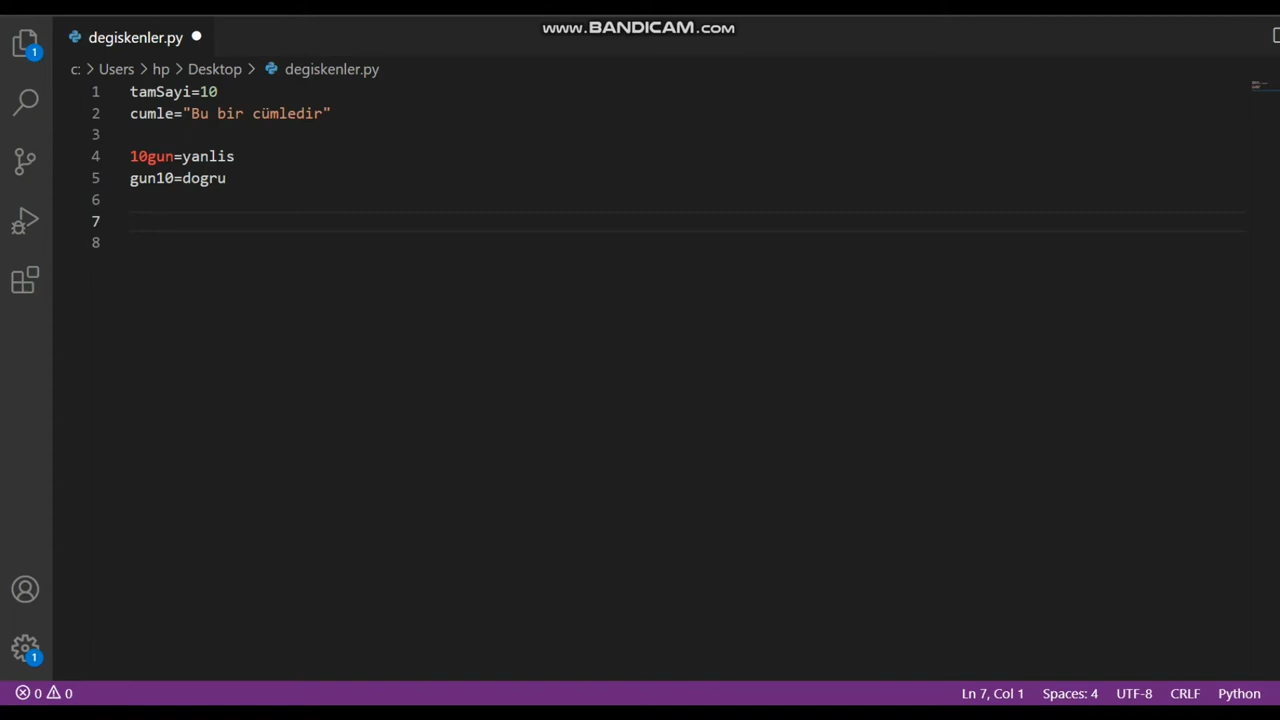 www.BANDICAM.com
degiskenler.py
c: > Users > hp > Desktop > degiskenler.py
1 tamSayi=10
2 cumle="Bu bir cümledir"
3
4 10gun=yanlis
5 gun10=dogru
6
7
8
1
1
0 0 Ln 7, Col 1 Spaces: 4 UTF-8 CRLF Python